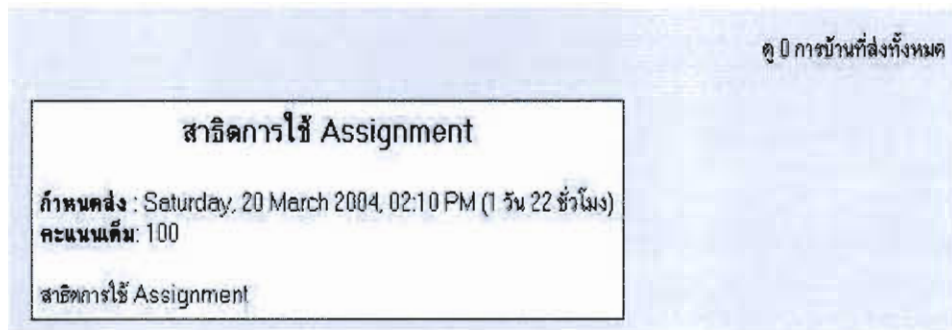 ดู 0 การบ้านที่ส่งทั้งหมด
สาธิตการใช้ Assignment
กำหนดส่ง : Saturday, 20 March 2004, 02:10 PM (1 วัน 22 ชั่วโมง)
คะแนนเต็ม: 100
สาธิตการใช้ Assignment